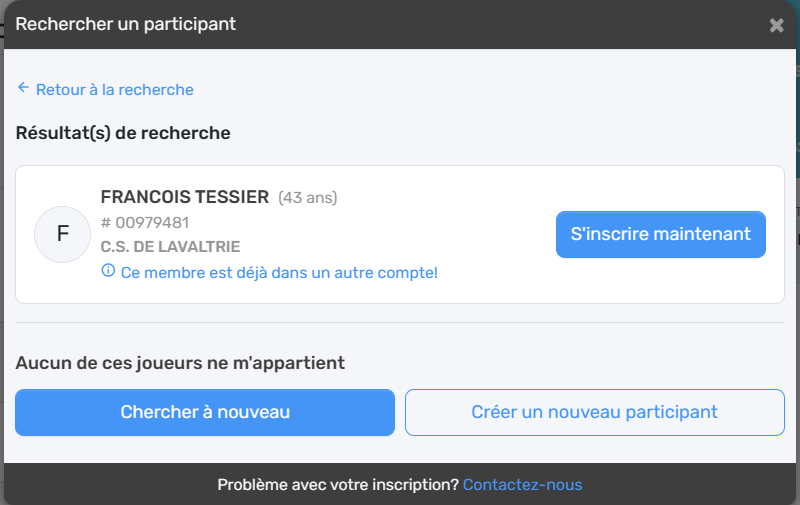 Rechercher un participant
Retour à la recherche
Résultat(s) de recherche
F
FRANCOIS TESSIER (43 ans)
# 00979481
C.S. DE LAVALTRIE
Ce membre est déjà dans un autre compte!
S'inscrire maintenant
Aucun de ces joueurs ne m'appartient
Chercher à nouveau
Créer un nouveau participant
Problème avec votre inscription? Contactez-nous